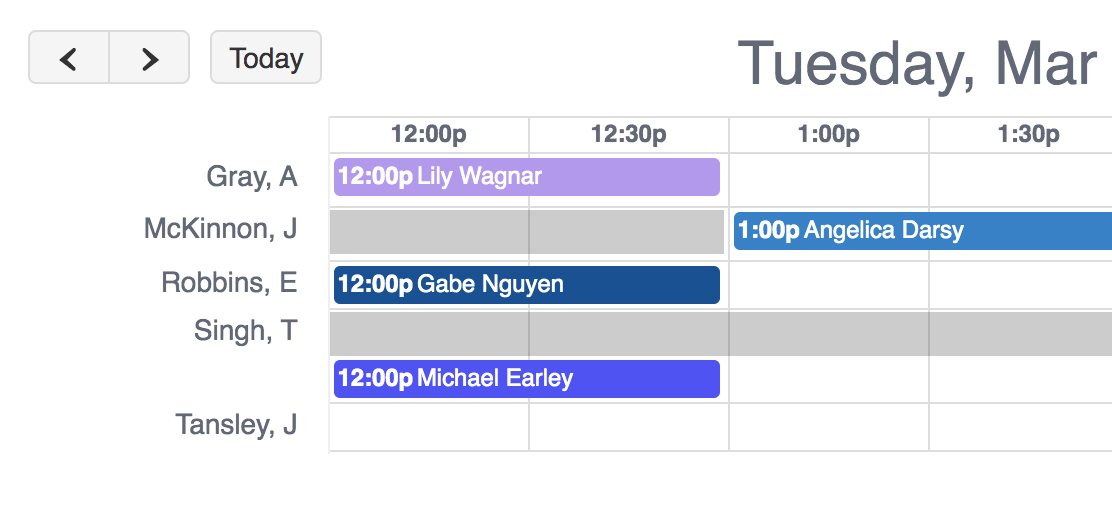 Today
Tuesday, Mar
12:00p 12:30p 1:00p 1:30p
Gray, A 12:00p Lily Wagnar
McKinnon, J 1:00p Angelica Darsy
Robbins, E 12:00p Gabe Nguyen
Singh, T
12:00p Michael Earley
Tansley, J